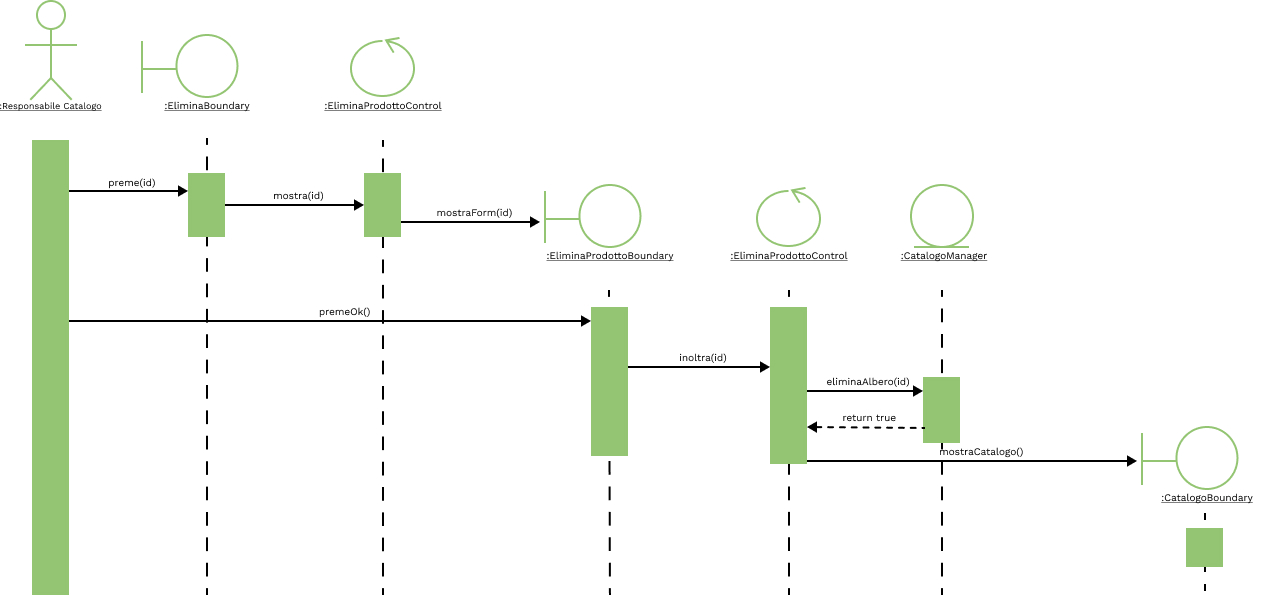 :Responsabile Catalogo
:EliminaBoundary
:EliminaProdottoControl
preme(id)
mostra(id)
mostraForm(id)
:EliminaProdottoBoundary
:EliminaProdottoControl
:CatalogoManager
premeOk()
inoltra(id)
eliminaAlbero(id)
return true
mostraCatalogo()
:CatalogoBoundary